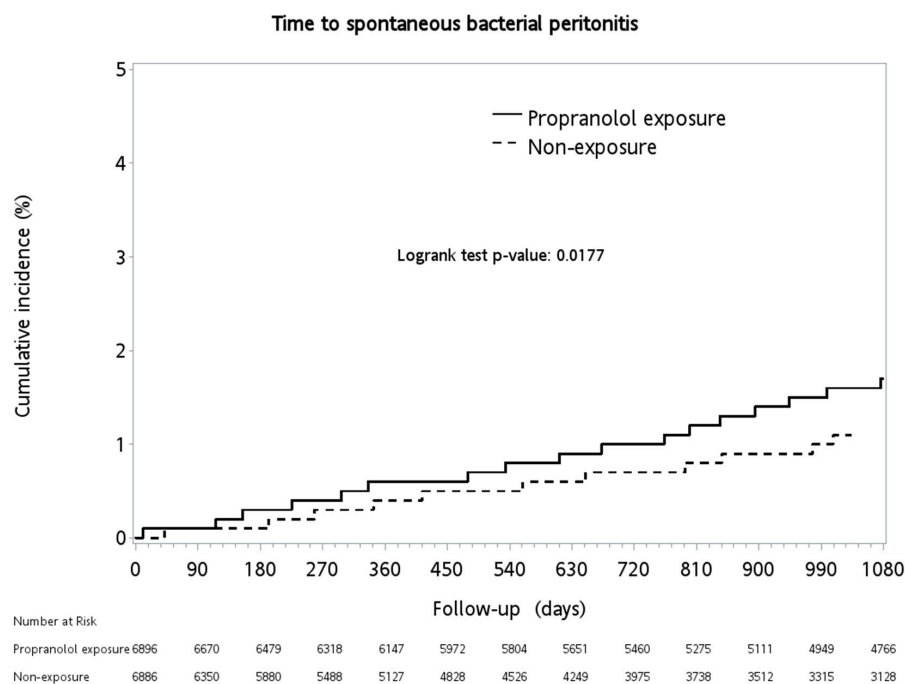 Time to spontaneous bacterial peritonitis
5
4
3
2
1
0
Cumulative incidence (%)
Propranolol exposure
Non-exposure
Logrank test p-value: 0.0177
0 90 180 270 360 450 540 630 720 810 900 990 1080
Follow-up (days)
Number at Risk
Propranolol exposure 6896 6670 6479 6318 6147 5972 5804 5651 5460 5275 5111 4949 4766
Non-exposure 6886 6350 5880 5488 5127 4828 4526 4249 3975 3738 3512 3315 3128